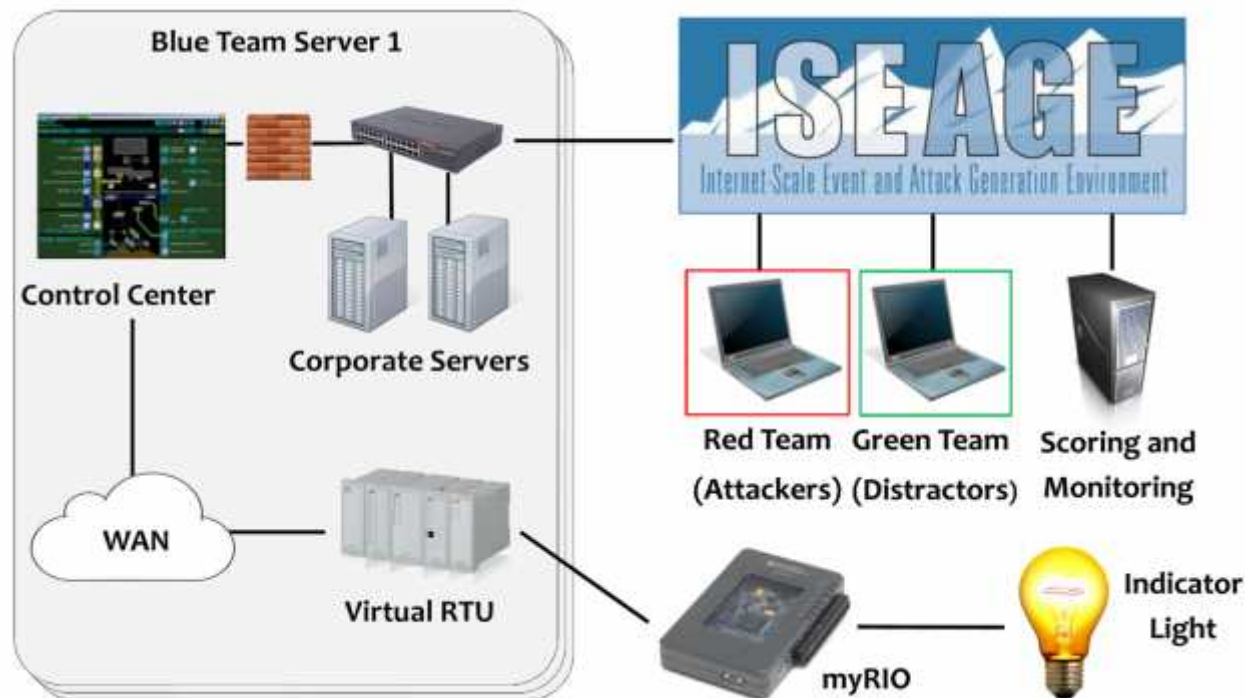 Blue Team Server 1
ISEAGE
Internet-Scale Event and Attack Generation Environment
Control Center
Corporate Servers
Red Team
(Attackers)
Green Team
(Distractors)
Scoring and
Monitoring
WAN
Virtual RTU
myRIO
Indicator
Light